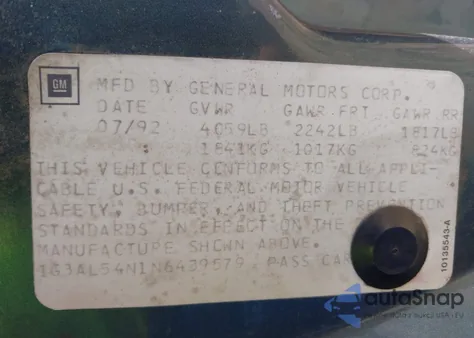 GM
MFD BY GENERAL MOTORS CORP.
DATE GVWR GAWR FRT GAWR RR
07/92 4059LB 2242LB 1817LB
1841KG 1017KG 824KG
THIS VEHICLE CONFORMS TO ALL APPLI-
CABLE U.S. FEDERAL MOTOR VEHICLE
SAFETY, BUMPER, AND THEFT PREVENTION
STANDARDS IN EFFECT ON THE
MANUFACTURE SHOWN ABOVE.
1G3AL54N1N6439579 PASS CAR
10135543-A
autoSnap